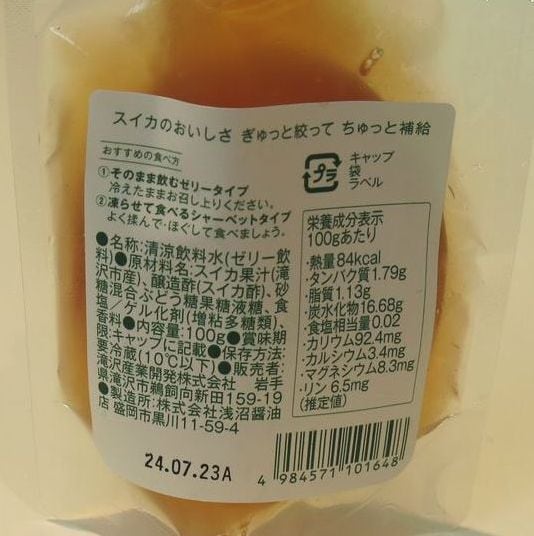 スイカのおいしさ ぎゅっと絞って ちゅっと補給
おすすめの食べ方
①そのまま飲むゼリータイプ
冷えたままお召し上りください。
②凍らせて食べるシャーベットタイプ
よく揉んで・ほぐして食べましょう。
プラ
キャップ
袋
ラベル
●名称:清涼飲料水(ゼリー飲
料)●原材料名:スイカ果汁(滝
沢市産)、醸造酢(スイカ酢)、砂
糖混合ぶどう糖果糖液糖、食
塩/ゲル化剤(増粘多糖類)、
香料●内容量:100g●賞味期
限:キャップに記載●保存方法:
要冷蔵(10℃以下)●販売者:
滝沢産業開発株式会社 岩手
県滝沢市鵜飼向新田159-19
●製造所:株式会社浅沼醤油
店 盛岡市黒川11-59-4
栄養成分表示
100gあたり
・熱量84kcal
・タンパク質1.79g
・脂質1.13g
・炭水化物16.68g
・食塩相当量0.02
・カリウム92.4mg
・カルシウム3.4mg
・マグネシウム8.3mg
・リン6.5mg
(推定値)
24.07.23A
4 984571 101648